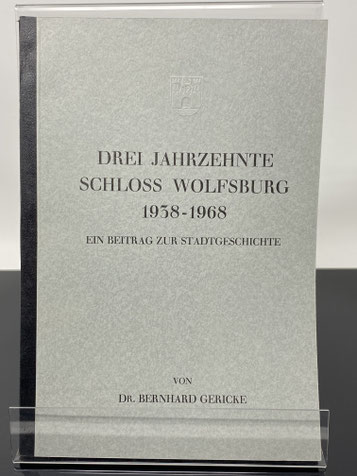 DREI JAHRZEHNTE
SCHLOSS WOLFSBURG
1938-1968
EIN BEITRAG ZUR STADTGESCHICHTE
VON
DR. BERNHARD GERICKE